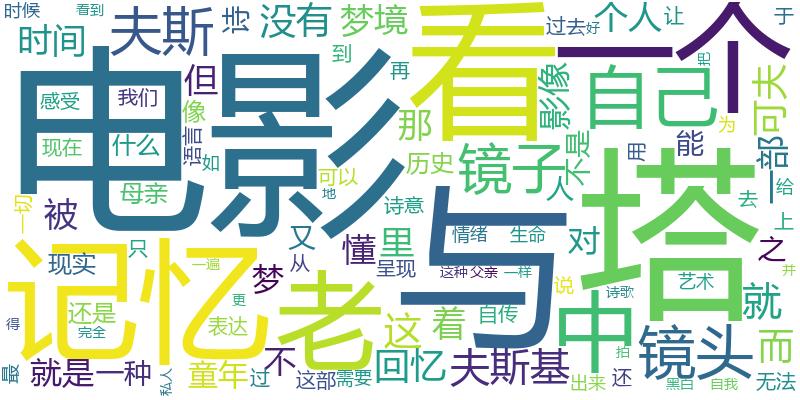 时候
看到
夫斯
诗
没有
梦境
看
一个
过去
好
个人
让
于
时间
电影
到
再
但
影像
自己
把
可夫
感受
我们
像
那
现在
什么
语言
如
历史
镜子
不是
用
能
为
一部
母亲
可以
地
诗意
人
塔
去
给
上
一切
被
又
懂
里
情绪
生命
与
对
之
现实
记忆
只
梦
从
呈现
这种
父亲
一样
说
艺术
并
一遍
老
自传
中
诗歌
就
还是
更
得
完全
表达
这
着
拍
镜头
而
最
就是
一种
私人
童年
过
不
这部
需要
回忆
夫斯基
出来
还
黑白
自我
无法